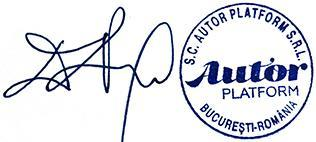 S.C. AUTOR PLATFORM S.R.L.
Autor
PLATFORM
BUCUREȘTI-ROMÂNIA